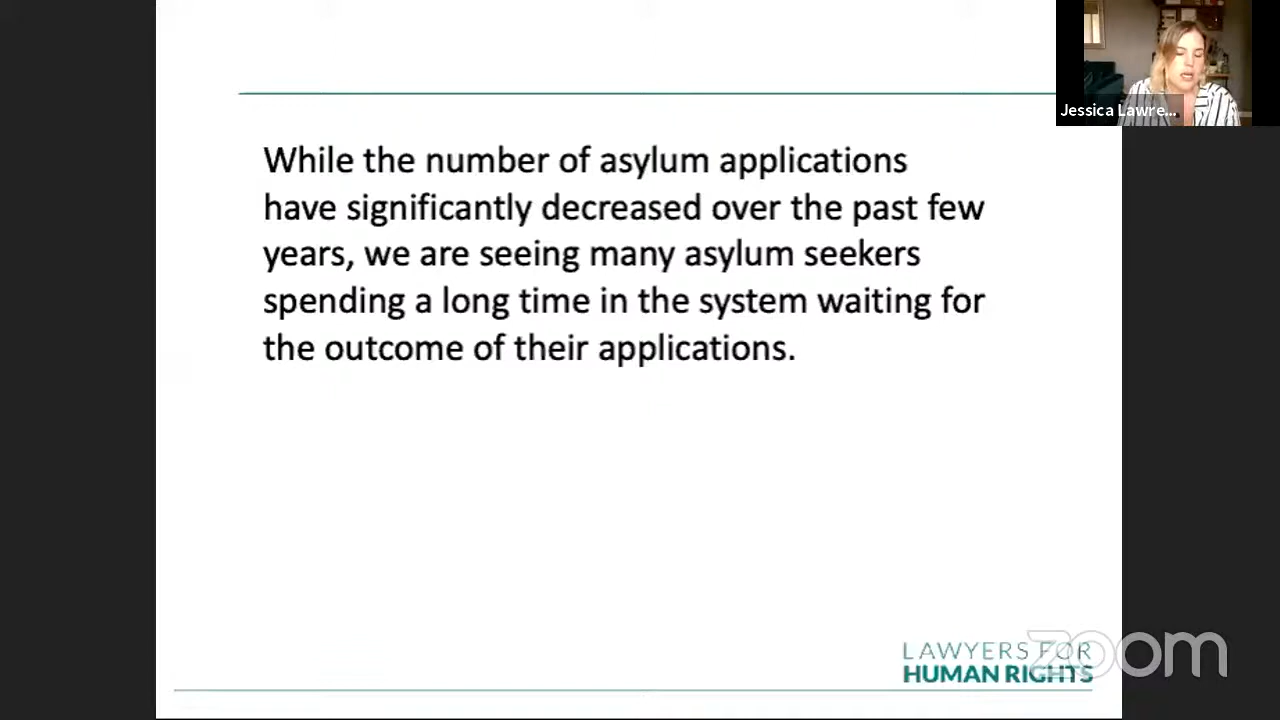 Jessica Lawre...
While the number of asylum applications
have significantly decreased over the past few
years, we are seeing many asylum seekers
spending a long time in the system waiting for
the outcome of their applications.
LAWYERS FOR
HUMAN RIGHTS
zoom